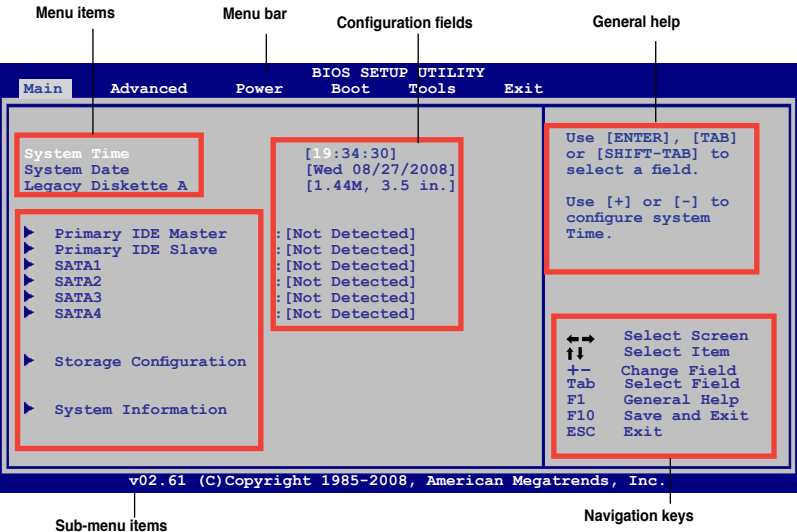 Menu items
Menu bar
Configuration fields
General help
BIOS SETUP UTILITY
Main Advanced Power Boot Tools Exit
System Time [19:34:30]
System Date [Wed 08/27/2008]
Legacy Diskette A [1.44M, 3.5 in.]
Primary IDE Master :[Not Detected]
Primary IDE Slave :[Not Detected]
SATA1 :[Not Detected]
SATA2 :[Not Detected]
SATA3 :[Not Detected]
SATA4 :[Not Detected]
Storage Configuration
System Information
Use [ENTER], [TAB]
or [SHIFT-TAB] to
select a field.
Use [+] or [-] to
configure system
Time.
←→ Select Screen
↑↓ Select Item
+- Change Field
Tab Select Field
F1 General Help
F10 Save and Exit
ESC Exit
v02.61 (C)Copyright 1985-2008, American Megatrends, Inc.
Sub-menu items
Navigation keys